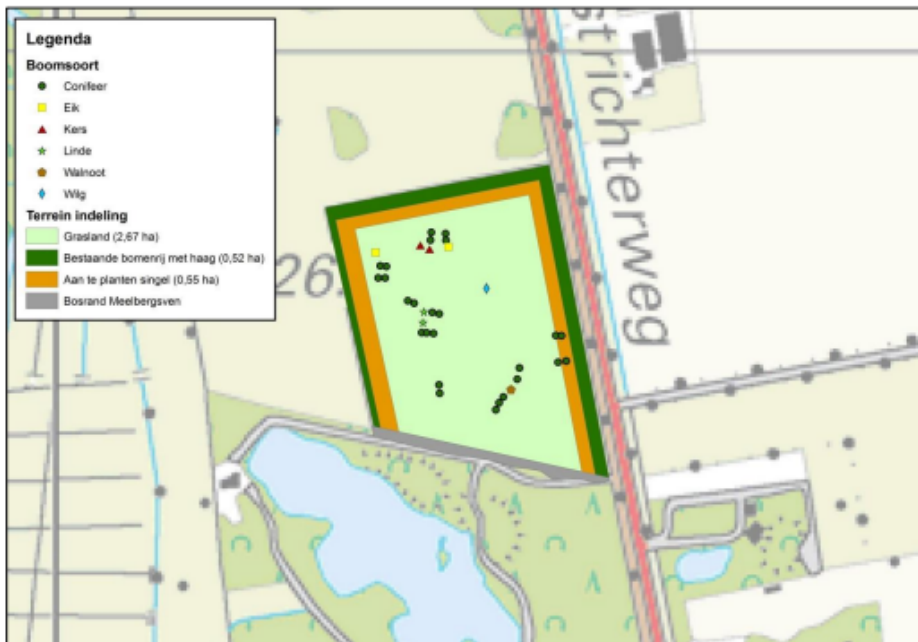 Legenda
Boomsoort
Conifeer
Eik
Kers
Linde
Walnoot
Wilg
Terrein indeling
Grasland (2,67 ha)
Bestaande bomenrij met haag (0,52 ha)
Aan te planten singel (0,55 ha)
Bosrand Meelbergsven
strichterweg
26